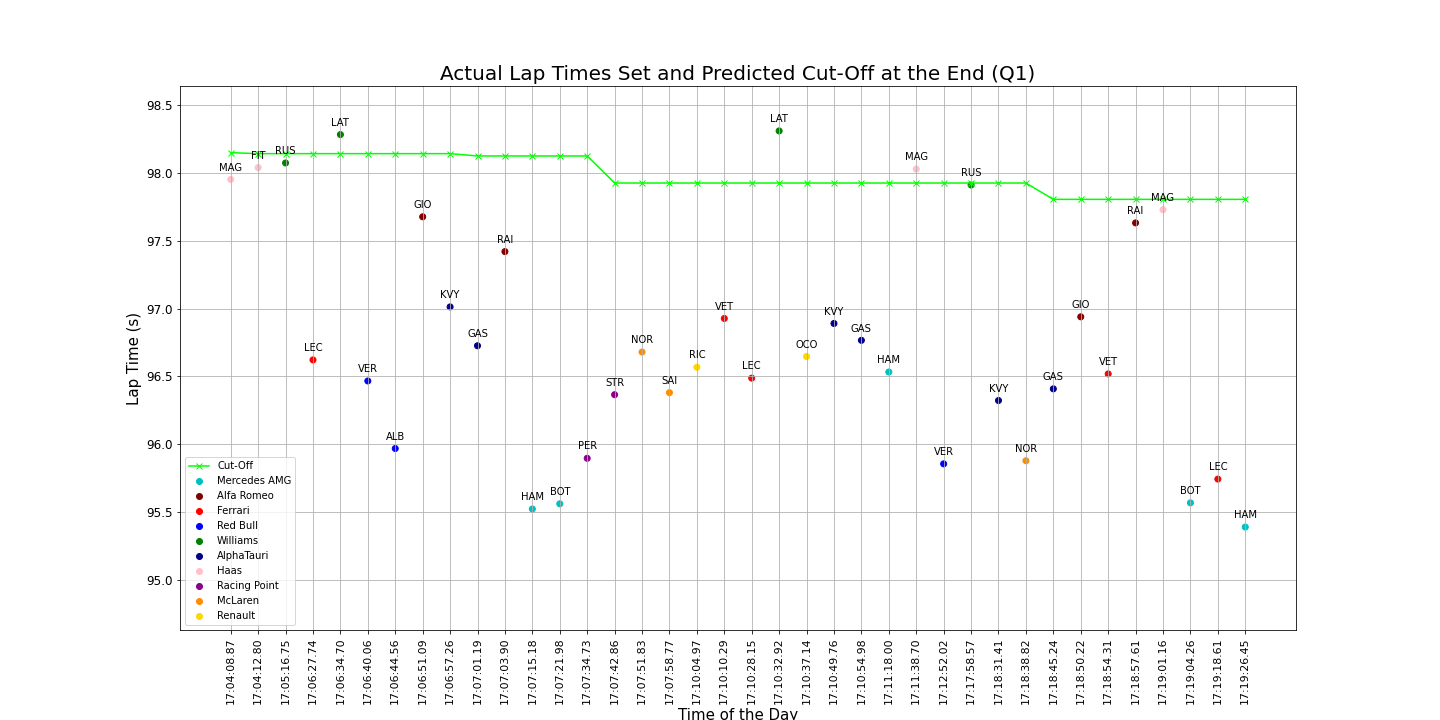 Actual Lap Times Set and Predicted Cut-Off at the End (Q1)
98.5
98.0
97.5
97.0
96.5
96.0
95.5
95.0
Lap Time (s)
MAG
FIT
RUS
LEC
LAT
VER
ALB
GIO
KVY
GAS
RAI
HAM
BOT
PER
STR
NOR
SAI
RIC
VET
LEC
LAT
OCO
KVY
GAS
HAM
MAG
VER
RUS
KVY
NOR
GAS
GIO
VET
RAI
MAG
BOT
LEC
HAM
Cut-Off
Mercedes AMG
Alfa Romeo
Ferrari
Red Bull
Williams
AlphaTauri
Haas
Racing Point
McLaren
Renault
17:04:08.87
17:04:12.80
17:05:16.75
17:06:27.74
17:06:34.70
17:06:40.06
17:06:44.56
17:06:51.09
17:06:57.26
17:07:01.19
17:07:03.90
17:07:15.18
17:07:21.98
17:07:34.73
17:07:42.86
17:07:51.83
17:07:58.77
17:10:04.97
17:10:10.29
17:10:28.15
17:10:32.92
17:10:37.14
17:10:49.76
17:10:54.98
17:11:18.00
17:11:38.70
17:12:52.02
17:17:58.57
17:18:31.41
17:18:38.82
17:18:45.24
17:18:50.22
17:18:54.31
17:18:57.61
17:19:01.16
17:19:04.26
17:19:18.61
17:19:26.45
Time of the Day